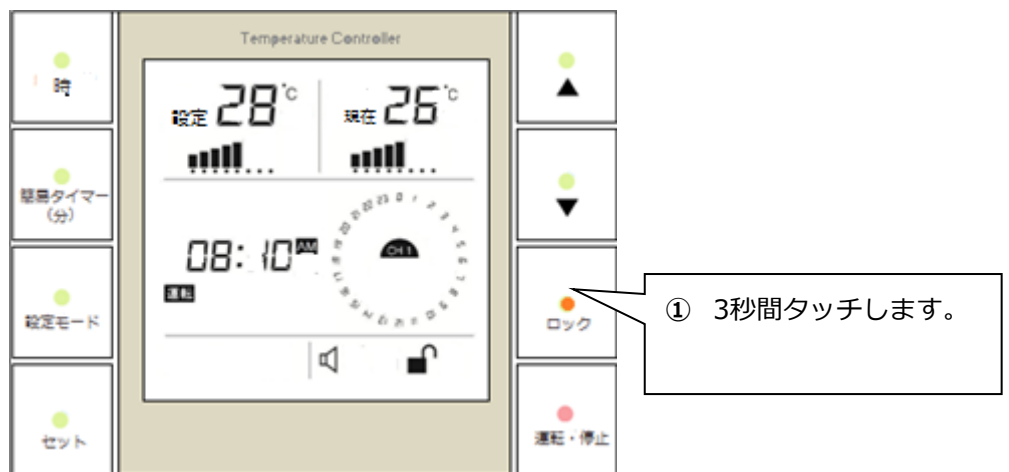 Temperature Controller
時
設定 28℃
現在 26℃
▲
簡易タイマー
(分)
▼
08:10 AM
CH 1
運転
設定モード
ロック
① 3秒間タッチします。
セット
運転・停止